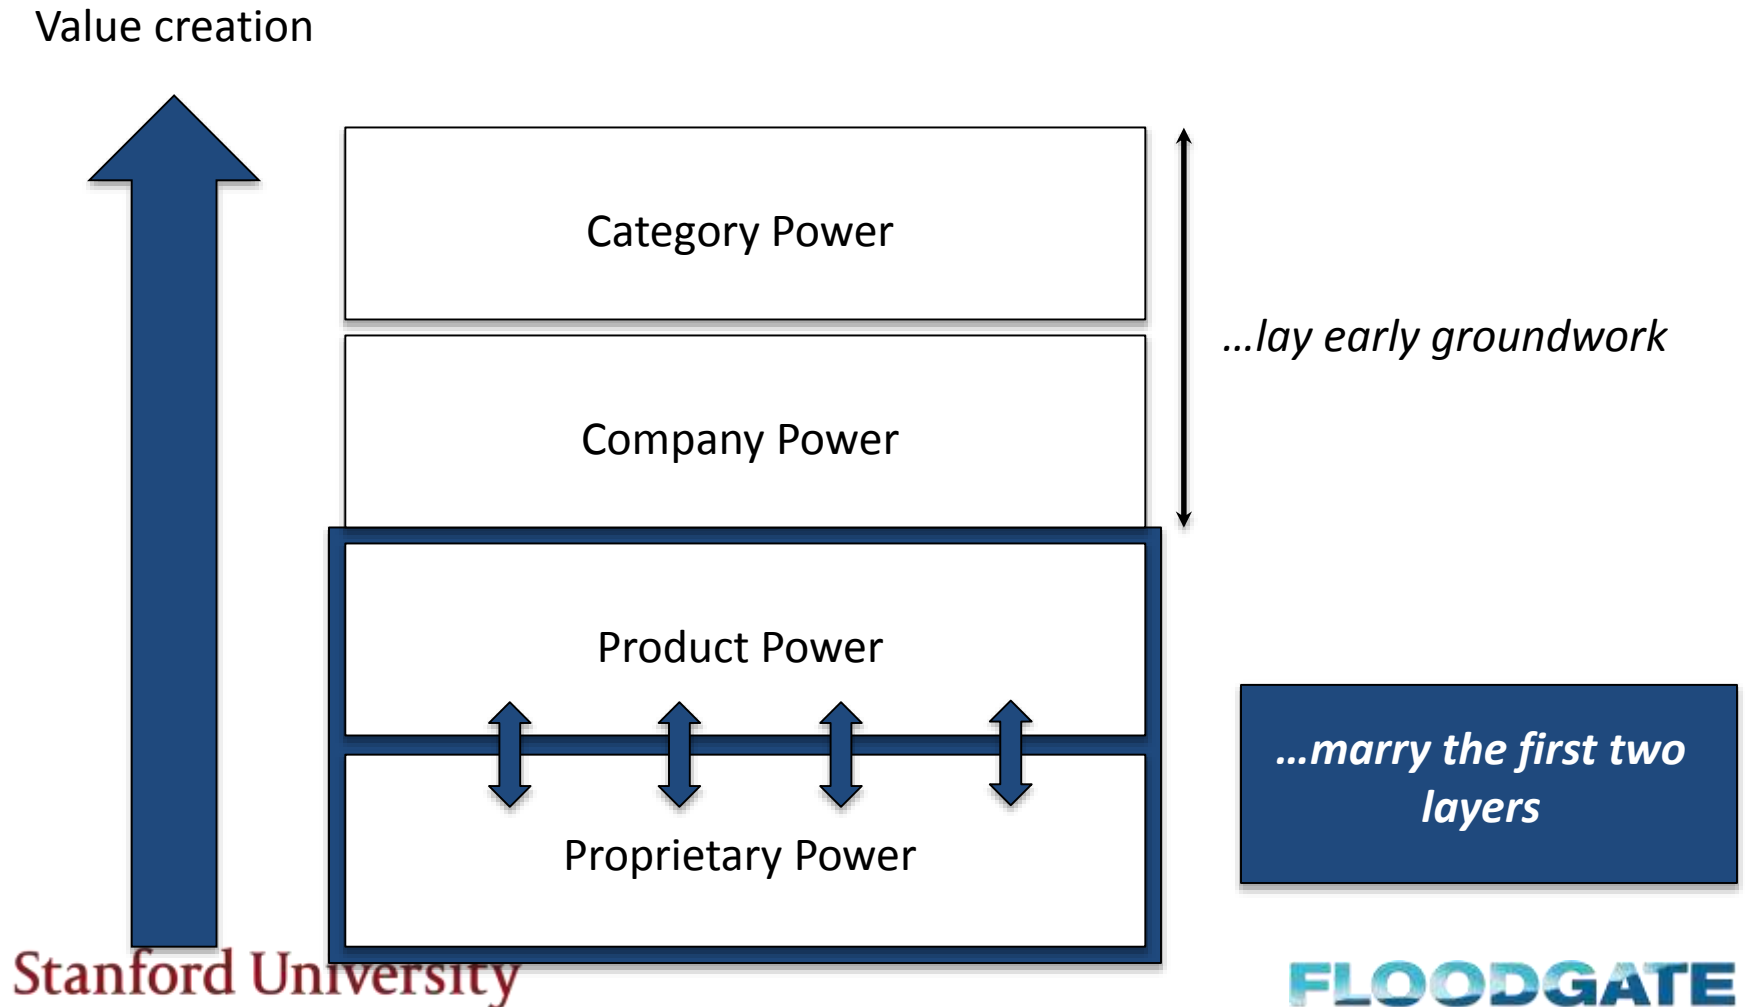 Value creation
Category Power
…lay early groundwork
Company Power
Product Power
…marry the first two
layers
Proprietary Power
Stanford University
FLOODGATE